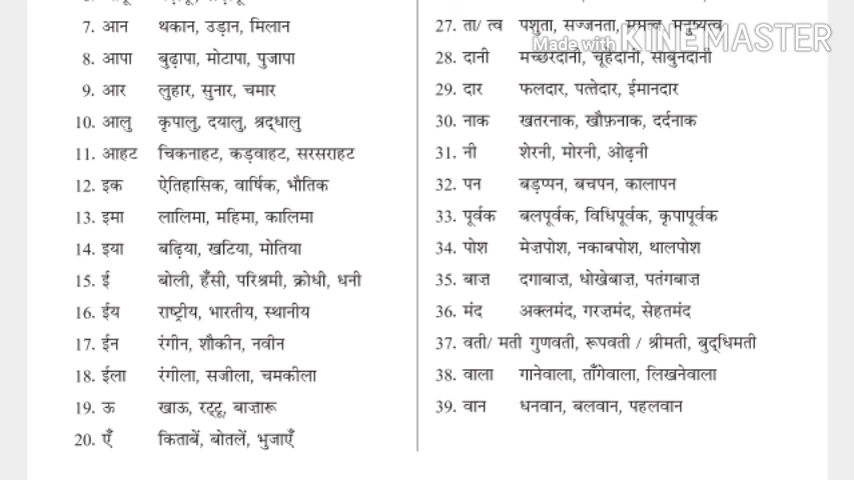 7. आन थकान, उड़ान, मिलान
8. आपा बुढ़ापा, मोटापा, पुजापा
9. आर लुहार, सुनार, चमार
10. आलु कृपालु, दयालु, श्रद्धालु
11. आहट चिकनाहट, कड़वाहट, सरसराहट
12. इक ऐतिहासिक, वार्षिक, भौतिक
13. इमा लालिमा, महिमा, कालिमा
14. इया बढ़िया, खटिया, मोतिया
15. ई बोली, हँसी, परिश्रमी, क्रोधी, धनी
16. ईय राष्ट्रीय, भारतीय, स्थानीय
17. ईन रंगीन, शौकीन, नवीन
18. ईला रंगीला, सजीला, चमकीला
19. ऊ खाऊ, रट्टू, बाज़ारू
20. एँ किताबें, बोतलें, भुजाएँ
27. ता/ त्व पशुता, सज्जनता, मनुष्यत्व
Made with KINEMASTER
28. दानी मच्छरदानी, चूहेदानी, साबुनदानी
29. दार फलदार, पत्तेदार, ईमानदार
30. नाक खतरनाक, खौफ़नाक, दर्दनाक
31. नी शेरनी, मोरनी, ओढ़नी
32. पन बड़प्पन, बचपन, कालापन
33. पूर्वक बलपूर्वक, विधिपूर्वक, कृपापूर्वक
34. पोश मेज़पोश, नकाबपोश, थालपोश
35. बाज़ दगाबाज़, धोखेबाज़, पतंगबाज़
36. मंद अक्लमंद, गरज़मंद, सेहतमंद
37. वती/ मती गुणवती, रूपवती / श्रीमती, बुद्धिमती
38. वाला गानेवाला, ताँगेवाला, लिखनेवाला
39. वान धनवान, बलवान, पहलवान